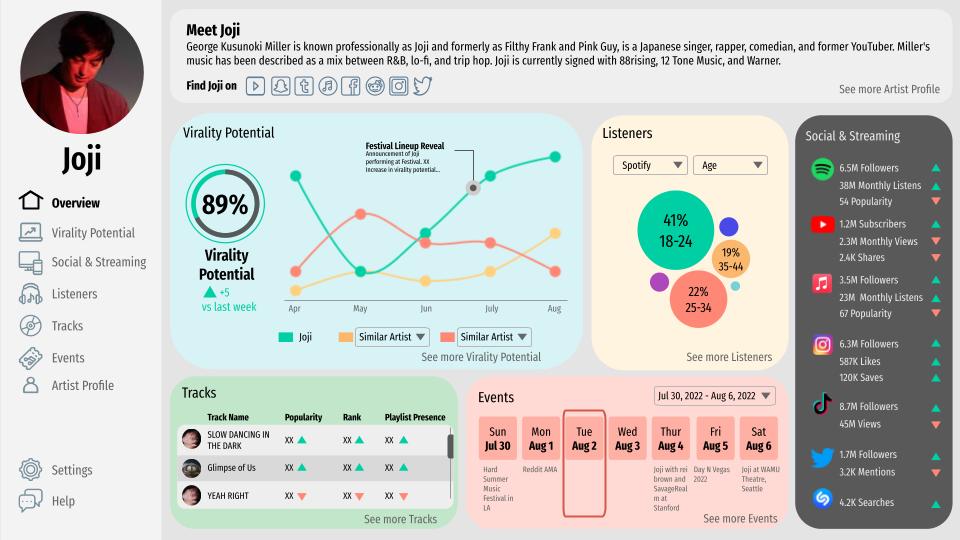 Joji
Overview
Virality Potential
Social & Streaming
Listeners
Tracks
Events
Artist Profile
Settings
Help
Meet Joji
George Kusunoki Miller is known professionally as Joji and formerly as Filthy Frank and Pink Guy, is a Japanese singer, rapper, comedian, and former YouTuber. Miller's
music has been described as a mix between R&B, lo-fi, and trip hop. Joji is currently signed with 88rising, 12 Tone Music, and Warner.
Find Joji on
See more Artist Profile
Virality Potential
89%
Virality
Potential
+5
vs last week
Festival Lineup Reveal
Announcement of Joji
performing at Festival. XX
Increase in virality potential...
Apr May Jun July Aug
Joji Similar Artist Similar Artist
See more Virality Potential
Listeners
Spotify Age
41%
18-24
19%
35-44
22%
25-34
See more Listeners
Social & Streaming
6.5M Followers
38M Monthly Listens
54 Popularity
1.2M Subscribers
2.3M Monthly Views
2.4K Shares
3.5M Followers
23M Monthly Listens
67 Popularity
6.3M Followers
587K Likes
120K Saves
8.7M Followers
45M Views
1.7M Followers
3.2K Mentions
4.2K Searches
Tracks
Track Name Popularity Rank Playlist Presence
SLOW DANCING IN
THE DARK
XX XX XX
Glimpse of Us XX XX XX
YEAH RIGHT XX XX XX
See more Tracks
Events
Jul 30, 2022 - Aug 6, 2022
Sun
Jul 30
Mon
Aug 1
Tue
Aug 2
Wed
Aug 3
Thur
Aug 4
Fri
Aug 5
Sat
Aug 6
Hard
Summer
Music
Festival in
LA
Reddit AMA
Joji with rei
brown and
SavageReal
m at
Stanford
Day N Vegas
2022
Joji at WAMU
Theatre,
Seattle
See more Events